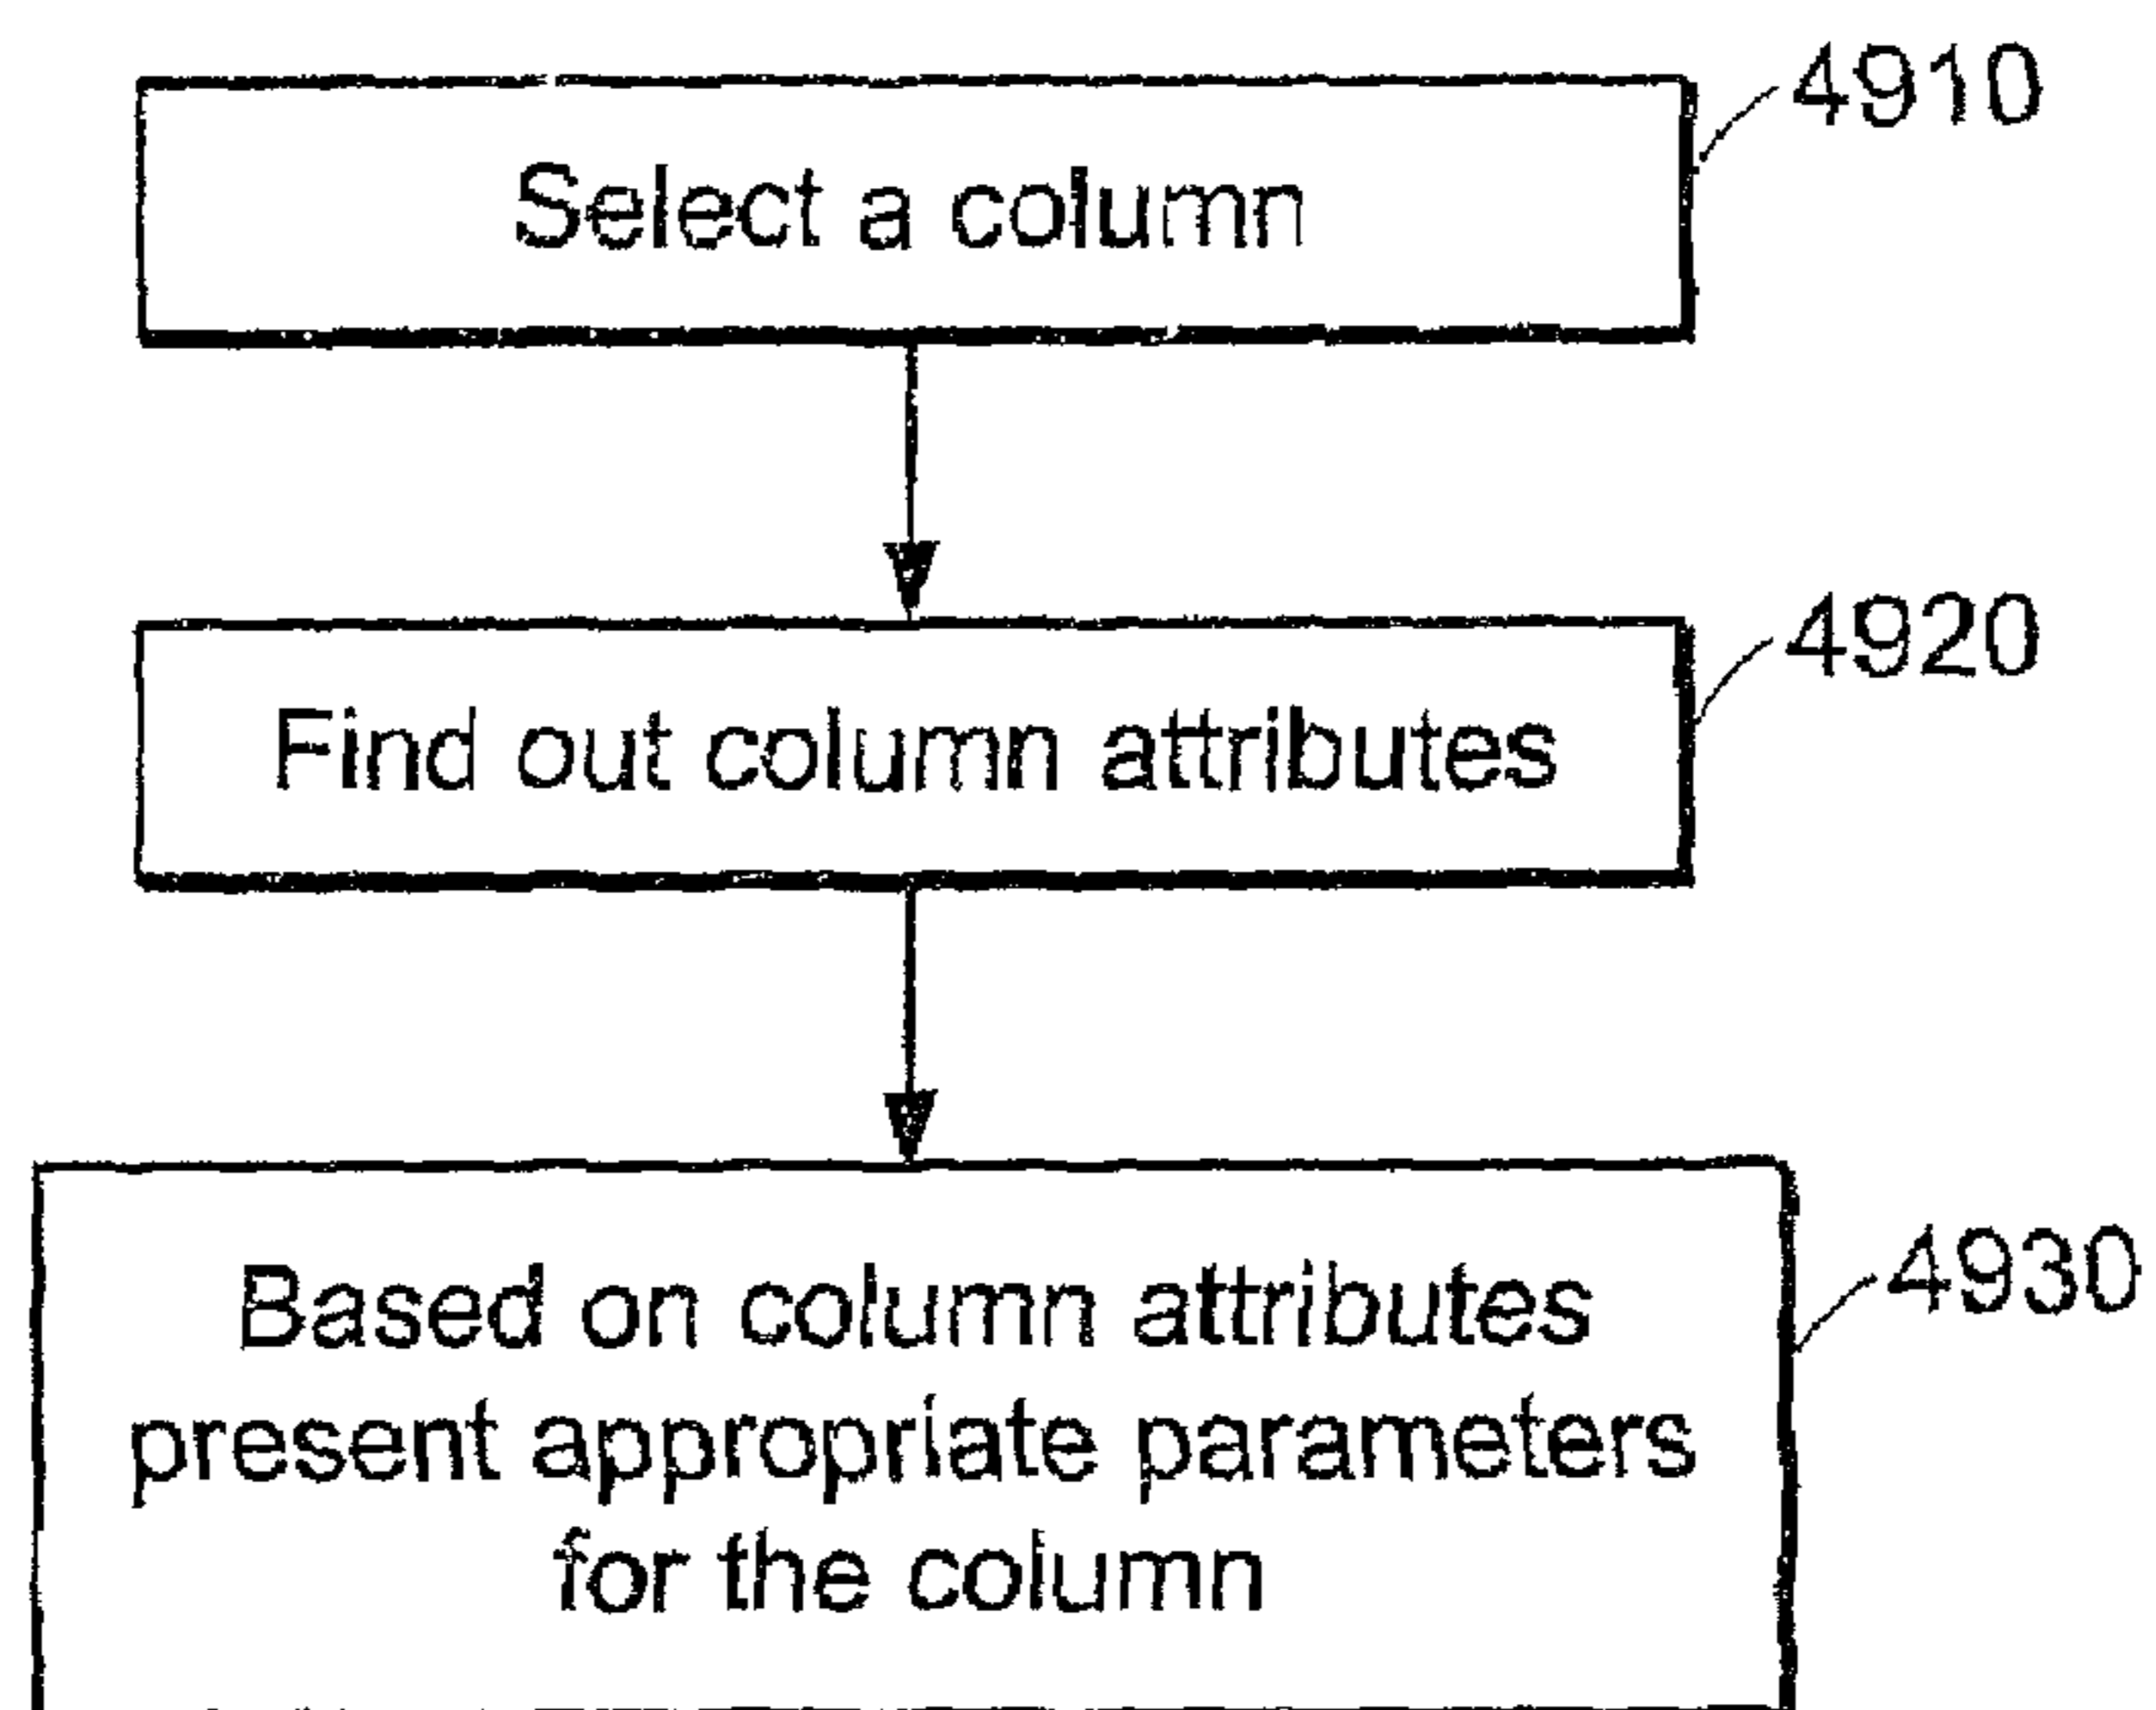 4910
Select a column
4920
Find out column attributes
4930
Based on column attributes
present appropriate parameters
for the column